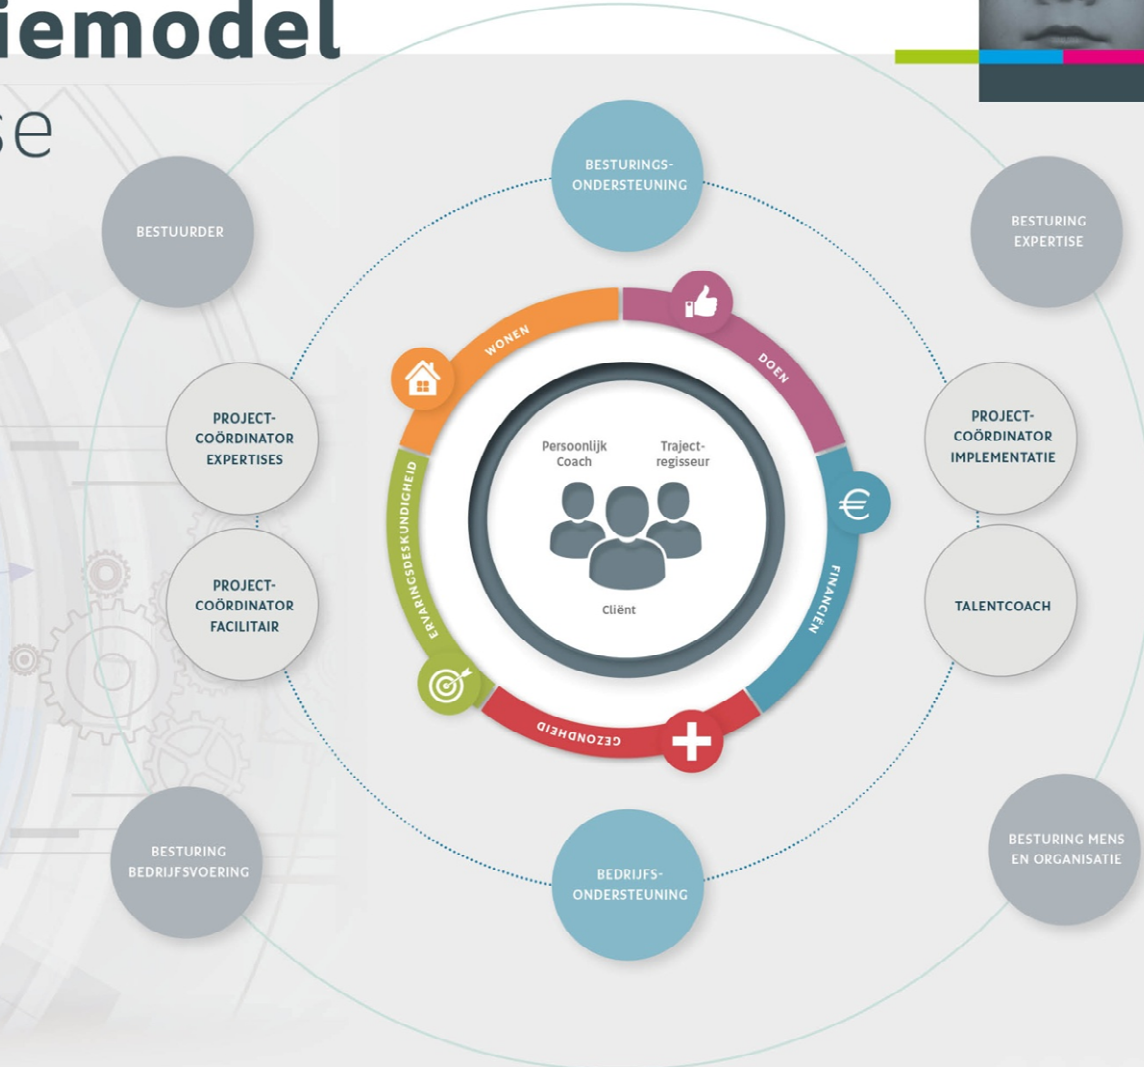 iemodel
se
BESTURINGS-
ONDERSTEUNING
BESTUURDER
BESTURING
EXPERTISE
WONEN
DOEN
PROJECT-
COÖRDINATOR
EXPERTISES
PROJECT-
COÖRDINATOR
IMPLEMENTATIE
Persoonlijk
Coach
Traject-
regisseur
ERVARINGSDESKUNDIGHEID
€
FINANCIËN
PROJECT-
COÖRDINATOR
FACILITAIR
TALENTCOACH
Cliënt
GEZONDHEID
BESTURING
BEDRIJFSVOERING
BEDRIJFS-
ONDERSTEUNING
BESTURING MENS
EN ORGANISATIE